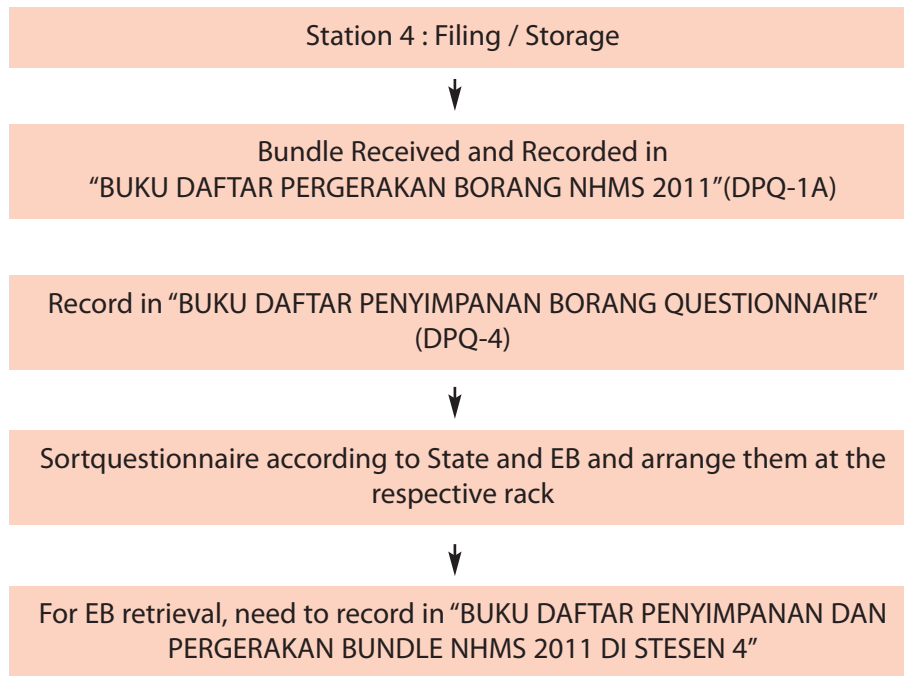 Station 4 : Filing / Storage
Bundle Received and Recorded in
“BUKU DAFTAR PERGERAKAN BORANG NHMS 2011”(DPQ-1A)
Record in “BUKU DAFTAR PENYIMPANAN BORANG QUESTIONNAIRE”
(DPQ-4)
Sortquestionnaire according to State and EB and arrange them at the
respective rack
For EB retrieval, need to record in “BUKU DAFTAR PENYIMPANAN DAN
PERGERAKAN BUNDLE NHMS 2011 DI STESEN 4”